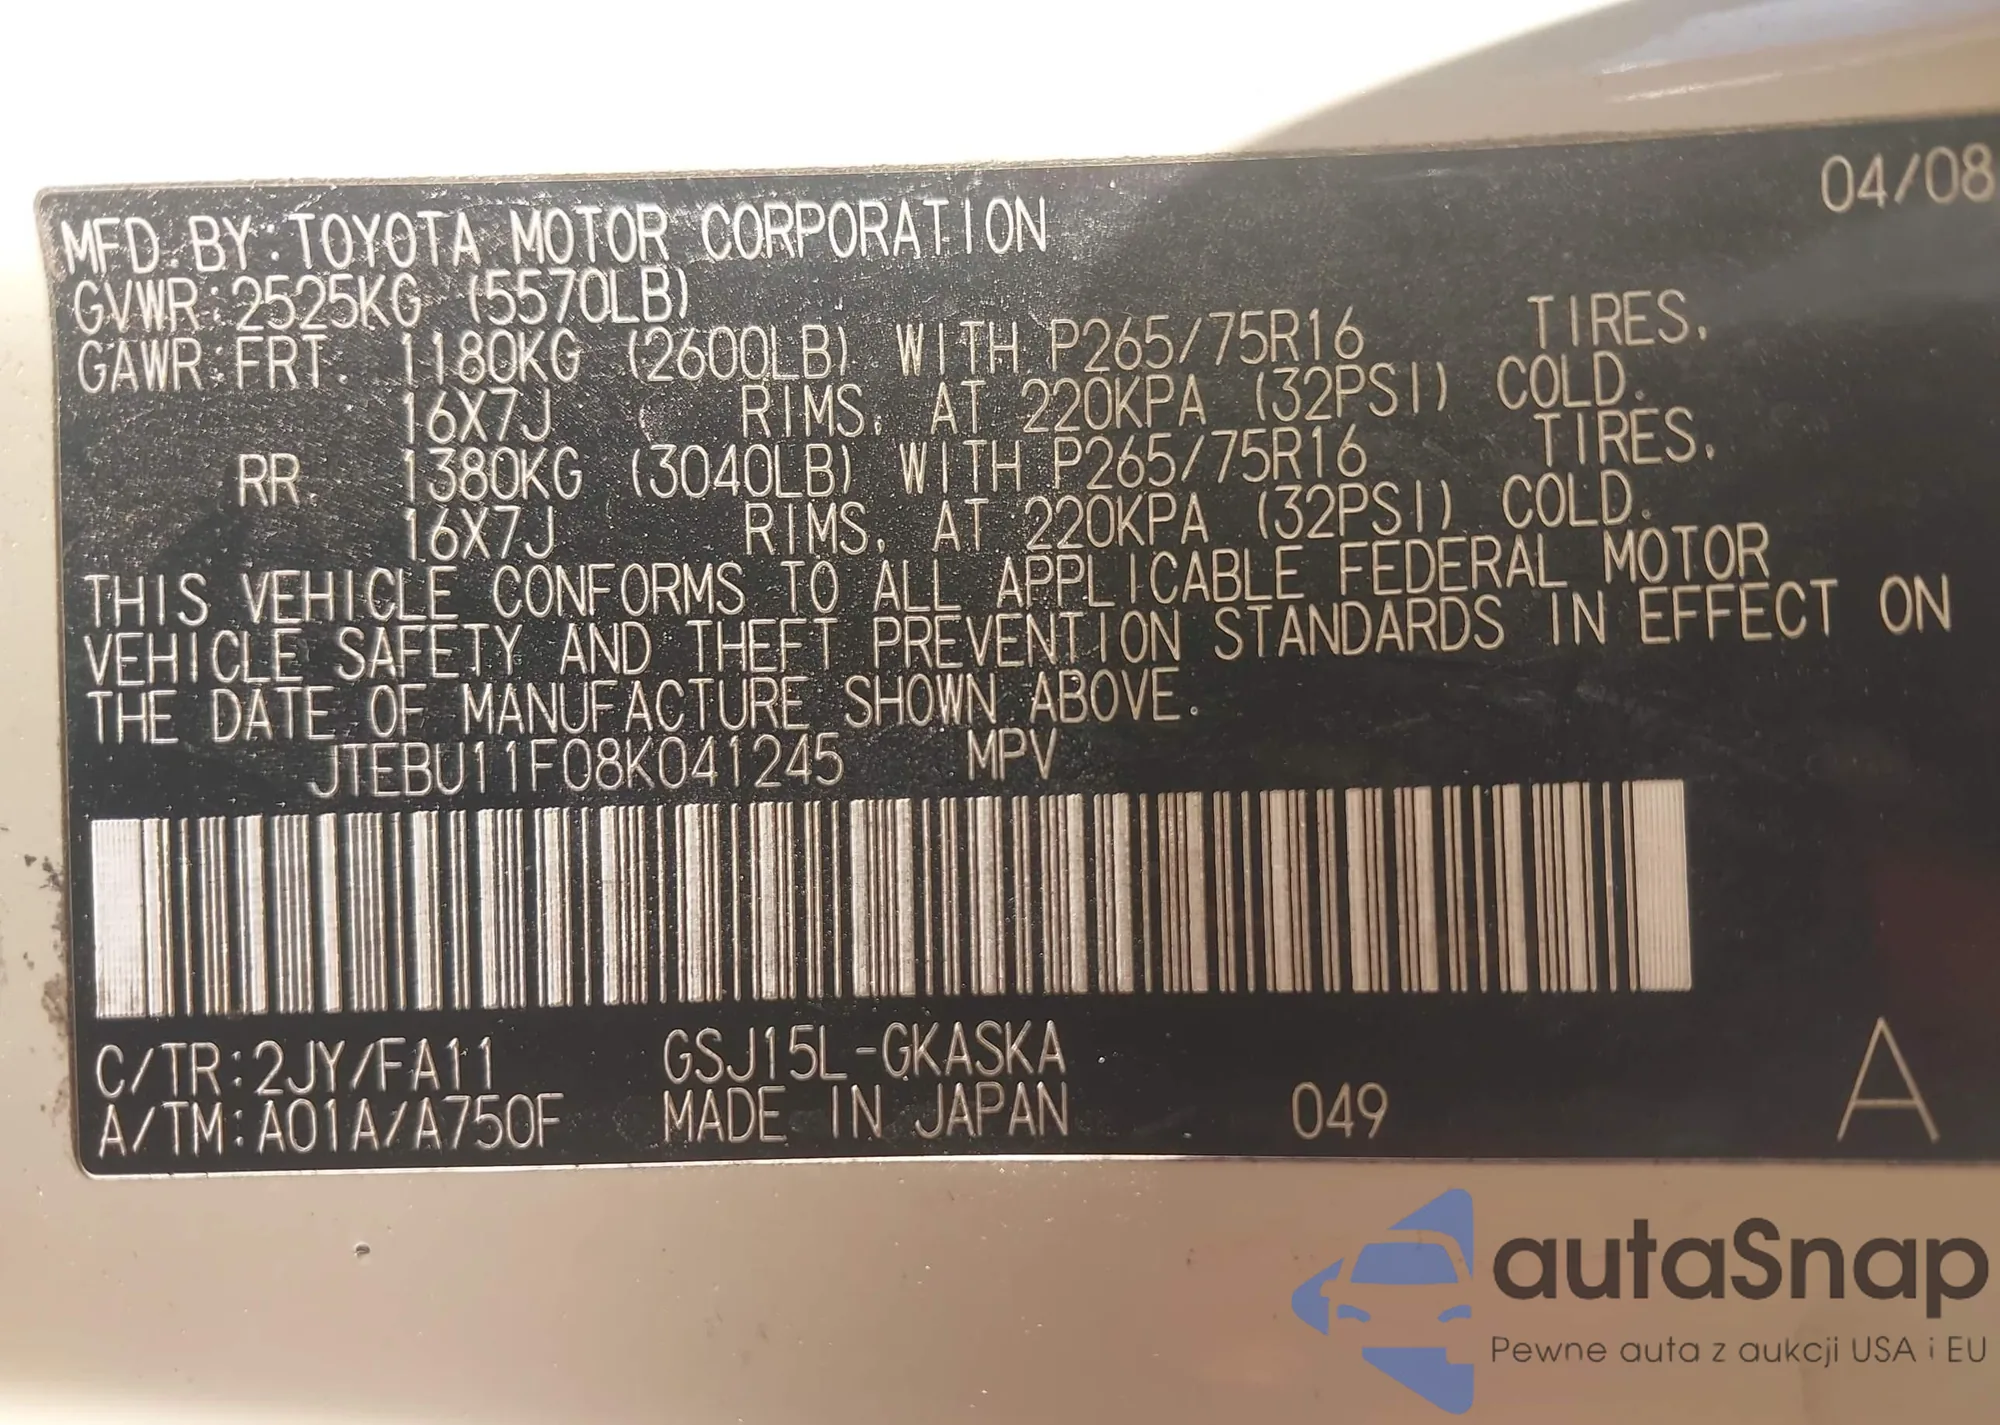 04/08
MFD. BY: TOYOTA MOTOR CORPORATION
GVWR: 2525KG (5570LB)
GAWR: FRT. 1180KG (2600LB) WITH P265/75R16 TIRES,
16X7J RIMS, AT 220KPA (32PSI) COLD.
RR. 1380KG (3040LB) WITH P265/75R16 TIRES,
16X7J RIMS, AT 220KPA (32PSI) COLD.
THIS VEHICLE CONFORMS TO ALL APPLICABLE FEDERAL MOTOR
VEHICLE SAFETY AND THEFT PREVENTION STANDARDS IN EFFECT ON
THE DATE OF MANUFACTURE SHOWN ABOVE.
JTEBU11F08K041245 MPV
C/TR: 2JY/FA11 GSJ15L-GKASKA
A/TM: A01A/A750F MADE IN JAPAN 049 A
autaSnap
Pewne auta z aukcji USA i EU